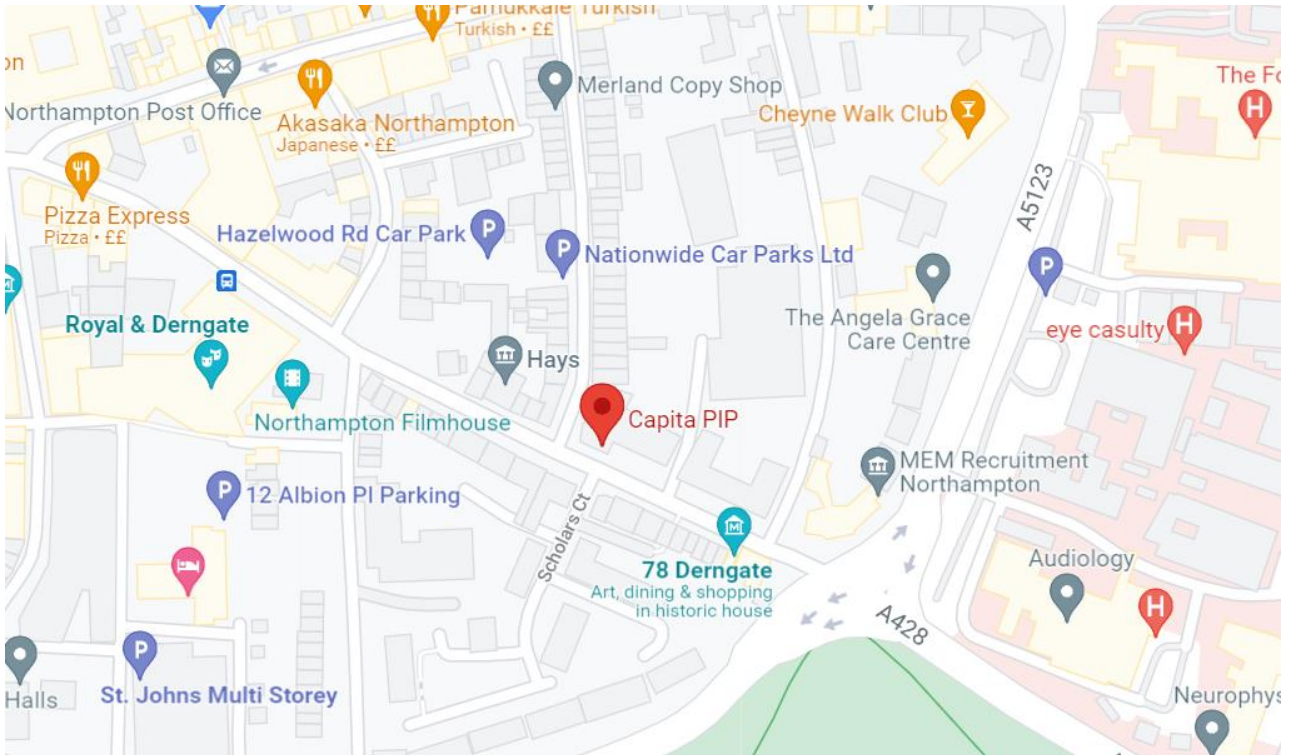 Pamukkale Turkish
Turkish • ££
Northampton Post Office
Akasaka Northampton
Japanese • ££
Merland Copy Shop
Cheyne Walk Club
The Fo
on
A5123
Pizza Express
Pizza • ££
Hazelwood Rd Car Park
P
P
Nationwide Car Parks Ltd
P
H
Royal & Derngate
The Angela Grace
Care Centre
eye casulty
H
Hays
Northampton Filmhouse
Capita PIP
MEM Recruitment
Northampton
P
12 Albion Pl Parking
Scholars Ct
M
78 Derngate
Art, dining & shopping
in historic house
Audiology
H
A428
P
Halls
St. Johns Multi Storey
Neurophys